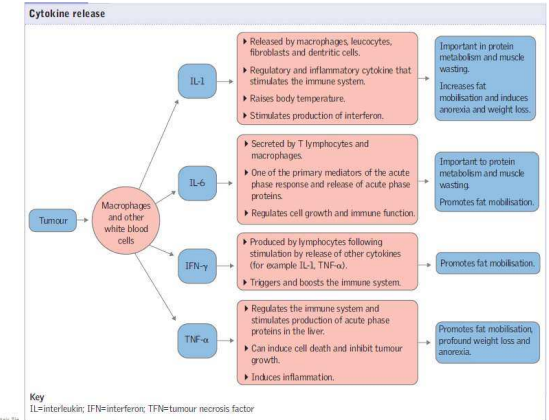 Cytokine release
Released by macrophages, leucocytes,
fibroblasts and dentritic cells.
Regulatory and inflammatory cytokine that
stimulates the immune system.
Raises body temperature.
Stimulates production of interferon.
Important in protein
metabolism and muscle
wasting.
Increases fat
mobilisation and induces
anorexia and weight loss.
IL-1
Secreted by T lymphocytes and
macrophages.
One of the primary mediators of the acute
phase response and release of acute phase
proteins.
Regulates cell growth and immune function.
Important to protein
metabolism and muscle
wasting.
Promotes fat mobilisation.
IL-6
Tumour
Macrophages
and other
white blood
cells
IFN-γ
Produced by lymphocytes following
stimulation by release of other cytokines
(for example IL-1, TNF-α).
Triggers and boosts the immune system.
Promotes fat mobilisation.
TNF-α
Regulates the immune system and
stimulates production of acute phase
proteins in the liver.
Can induce cell death and inhibit tumour
growth.
Induces inflammation.
Promotes fat mobilisation,
profound weight loss and
anorexia.
Key
IL=interleukin; IFN=interferon; TFN=tumour necrosis factor